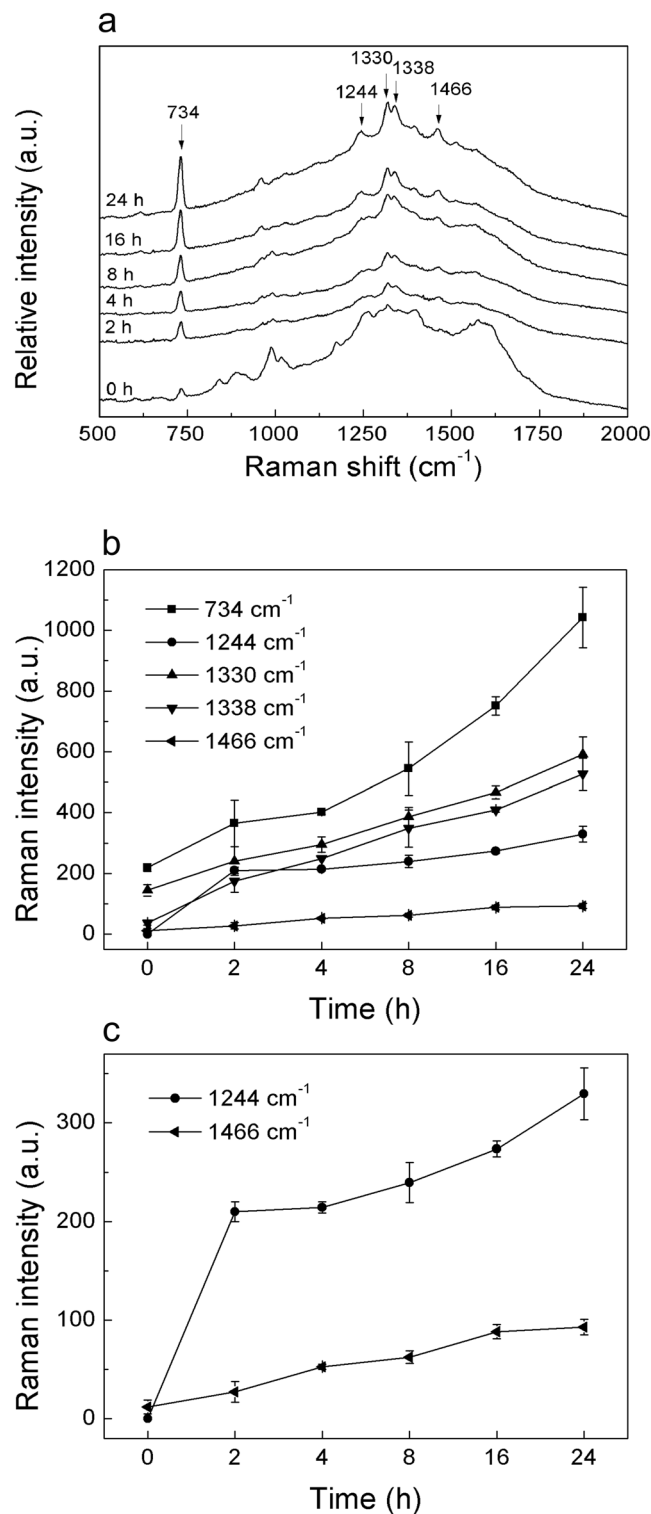 a
1330
1338
1244
1466
734
24 h
16 h
8 h
4 h
2 h
0 h
Relative intensity (a.u.)
500 750 1000 1250 1500 1750 2000
Raman shift (cm⁻¹)
b
1200
1000
800
600
400
200
0
734 cm⁻¹
1244 cm⁻¹
1330 cm⁻¹
1338 cm⁻¹
1466 cm⁻¹
Raman intensity (a.u.)
0 2 4 8 16 24
Time (h)
c
300
200
100
0
1244 cm⁻¹
1466 cm⁻¹
Raman intensity (a.u.)
0 2 4 8 16 24
Time (h)